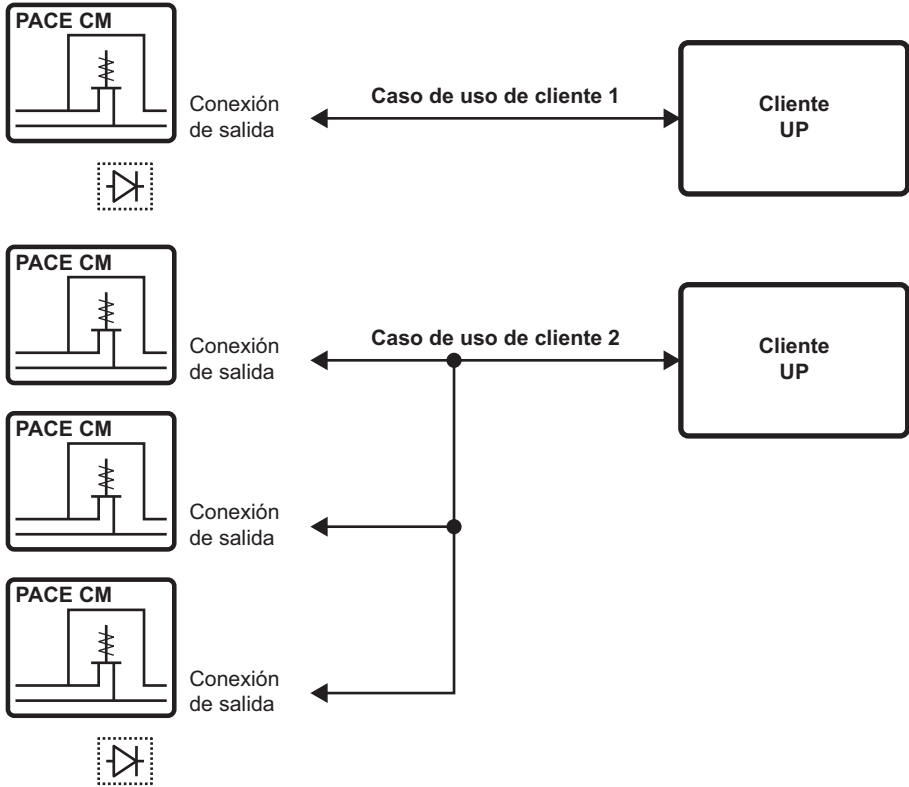 PACE CM
Conexión
de salida
Caso de uso de cliente 1
Cliente
UP
PACE CM
Conexión
de salida
Caso de uso de cliente 2
Cliente
UP
PACE CM
Conexión
de salida
PACE CM
Conexión
de salida